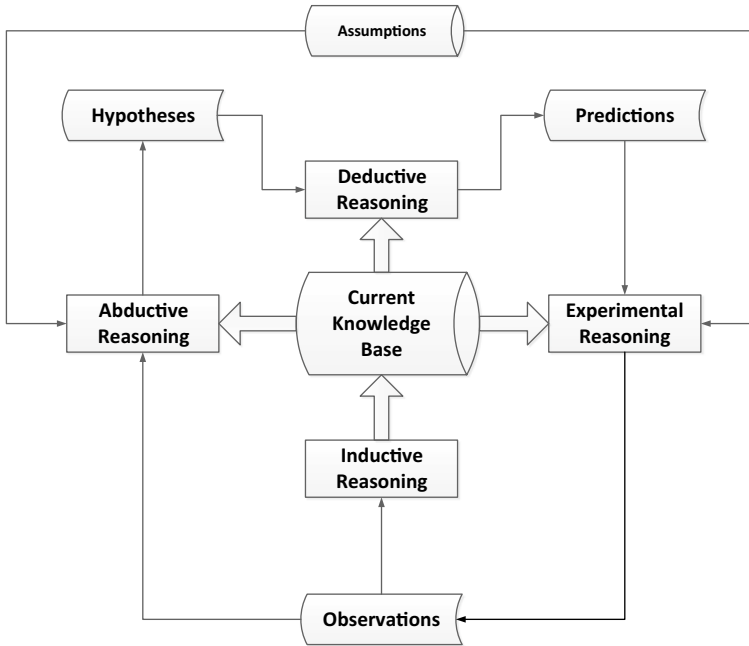 Assumptions
Hypotheses
Predictions
Deductive
Reasoning
Abductive
Reasoning
Current
Knowledge
Base
Experimental
Reasoning
Inductive
Reasoning
Observations